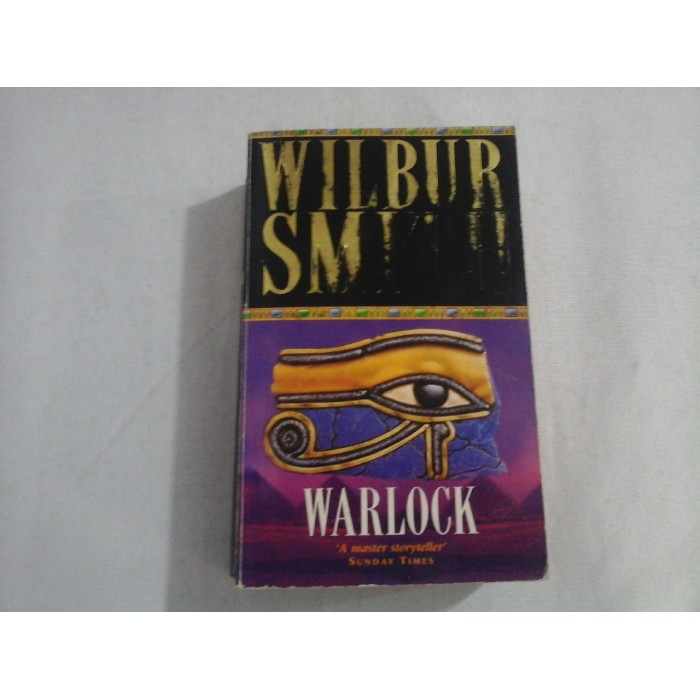 WILBUR
SMITH
WARLOCK
'A master storyteller'
SUNDAY TIMES